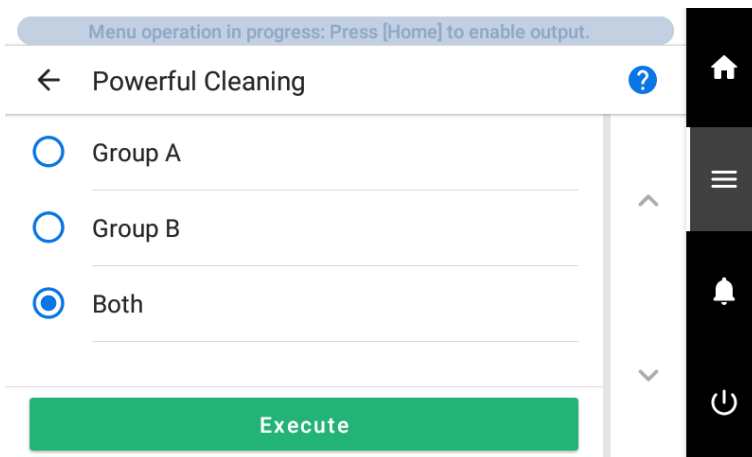 Menu operation in progress: Press [Home] to enable output.
Powerful Cleaning
?
Group A
Group B
Both
Execute